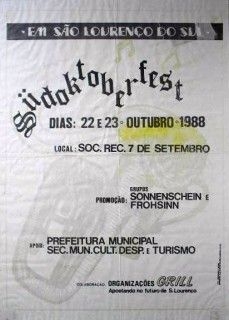 EM SÃO LOURENÇO DO SUL
Südoktoberfest
DIAS: 22 E 23 - OUTUBRO - 1988
LOCAL: SOC. REC. 7 DE SETEMBRO
GRUPOS
PROMOÇÃO: SONNENSCHEIN E
FROHSINN
APOIO: PREFEITURA MUNICIPAL
SEC. MUN. CULT. DESP. E TURISMO
COLABORAÇÃO: ORGANIZAÇÕES GRILL
Apostando no futuro de S. Lourenço